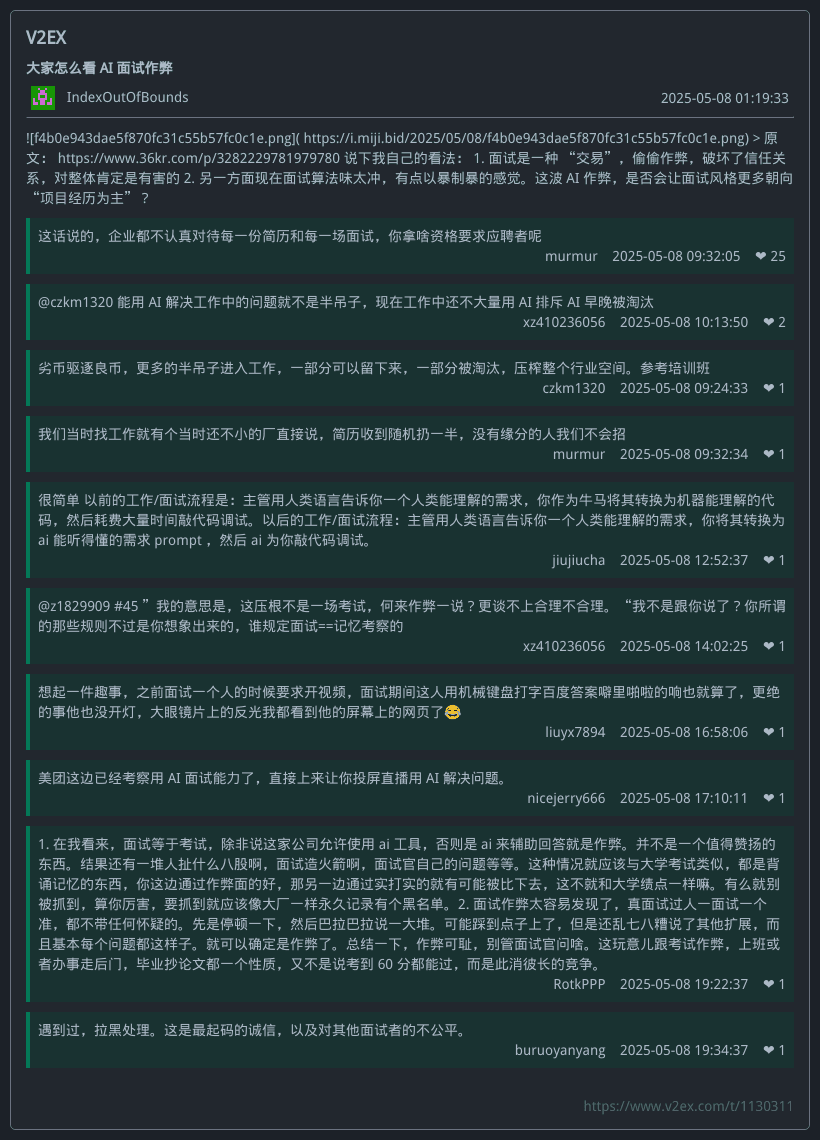 V2EX
大家怎么看 AI 面试作弊
IndexOutOfBounds 2025-05-08 01:19:33
![f4b0e943dae5f870fc31c55b57fc0c1e.png]( https://i.miji.bid/2025/05/08/f4b0e943dae5f870fc31c55b57fc0c1e.png) > 原
文： https://www.36kr.com/p/3282229781979780 说下我自己的看法： 1. 面试是一种 “交易”，偷偷作弊，破坏了信任关
系，对整体肯定是有害的 2. 另一方面现在面试算法味太冲，有点以暴制暴的感觉。这波 AI 作弊，是否会让面试风格更多朝向
“项目经历为主” ？
这话说的，企业都不认真对待每一份简历和每一场面试，你拿啥资格要求应聘者呢
murmur 2025-05-08 09:32:05 ❤ 25
@czkm1320 能用 AI 解决工作中的问题就不是半吊子，现在工作中还不大量用 AI 排斥 AI 早晚被淘汰
xz410236056 2025-05-08 10:13:50 ❤ 2
劣币驱逐良币，更多的半吊子进入工作，一部分可以留下来，一部分被淘汰，压榨整个行业空间。参考培训班
czkm1320 2025-05-08 09:24:33 ❤ 1
我们当时找工作就有个当时还不小的厂直接说，简历收到随机扔一半，没有缘分的人我们不会招
murmur 2025-05-08 09:32:34 ❤ 1
很简单 以前的工作/面试流程是：主管用人类语言告诉你一个人类能理解的需求，你作为牛马将其转换为机器能理解的代
码，然后耗费大量时间敲代码调试。以后的工作/面试流程：主管用人类语言告诉你一个人类能理解的需求，你将其转换为
ai 能听得懂的需求 prompt ，然后 ai 为你敲代码调试。
jiujiucha 2025-05-08 12:52:37 ❤ 1
@z1829909 #45 ”我的意思是，这压根不是一场考试，何来作弊一说？更谈不上合理不合理。“我不是跟你说了？你所谓
的那些规则不过是你想象出来的，谁规定面试==记忆考察的
xz410236056 2025-05-08 14:02:25 ❤ 1
想起一件趣事，之前面试一个人的时候要求开视频，面试期间这人用机械键盘打字百度答案噼里啪啦的响也就算了，更绝
的事他也没开灯，大眼镜片上的反光我都看到他的屏幕上的网页了😂
liuyx7894 2025-05-08 16:58:06 ❤ 1
美团这边已经考察用 AI 面试能力了，直接上来让你投屏直播用 AI 解决问题。
nicejerry666 2025-05-08 17:10:11 ❤ 1
1. 在我看来，面试等于考试，除非说这家公司允许使用 ai 工具，否则是 ai 来辅助回答就是作弊。并不是一个值得赞扬的
东西。结果还有一堆人扯什么八股啊，面试造火箭啊，面试官自己的问题等等。这种情况就应该与大学考试类似，都是背
诵记忆的东西，你这边通过作弊面的好，那另一边通过实打实的就有可能被比下去，这不就和大学绩点一样嘛。有么就别
被抓到，算你厉害，要抓到就应该像大厂一样永久记录有个黑名单。2. 面试作弊太容易发现了，真面试过人一面试一个
准，都不带任何怀疑的。先是停顿一下，然后巴拉巴拉说一大堆。可能踩到点子上了，但是还乱七八糟说了其他扩展，而
且基本每个问题都这样子。就可以确定是作弊了。总结一下，作弊可耻，别管面试官问啥。这玩意儿跟考试作弊，上班或
者办事走后门，毕业抄论文都一个性质，又不是说考到 60 分都能过，而是此消彼长的竞争。
RotkPPP 2025-05-08 19:22:37 ❤ 1
遇到过，拉黑处理。这是最起码的诚信，以及对其他面试者的不公平。
buruoyanyang 2025-05-08 19:34:37 ❤ 1
https://www.v2ex.com/t/1130311